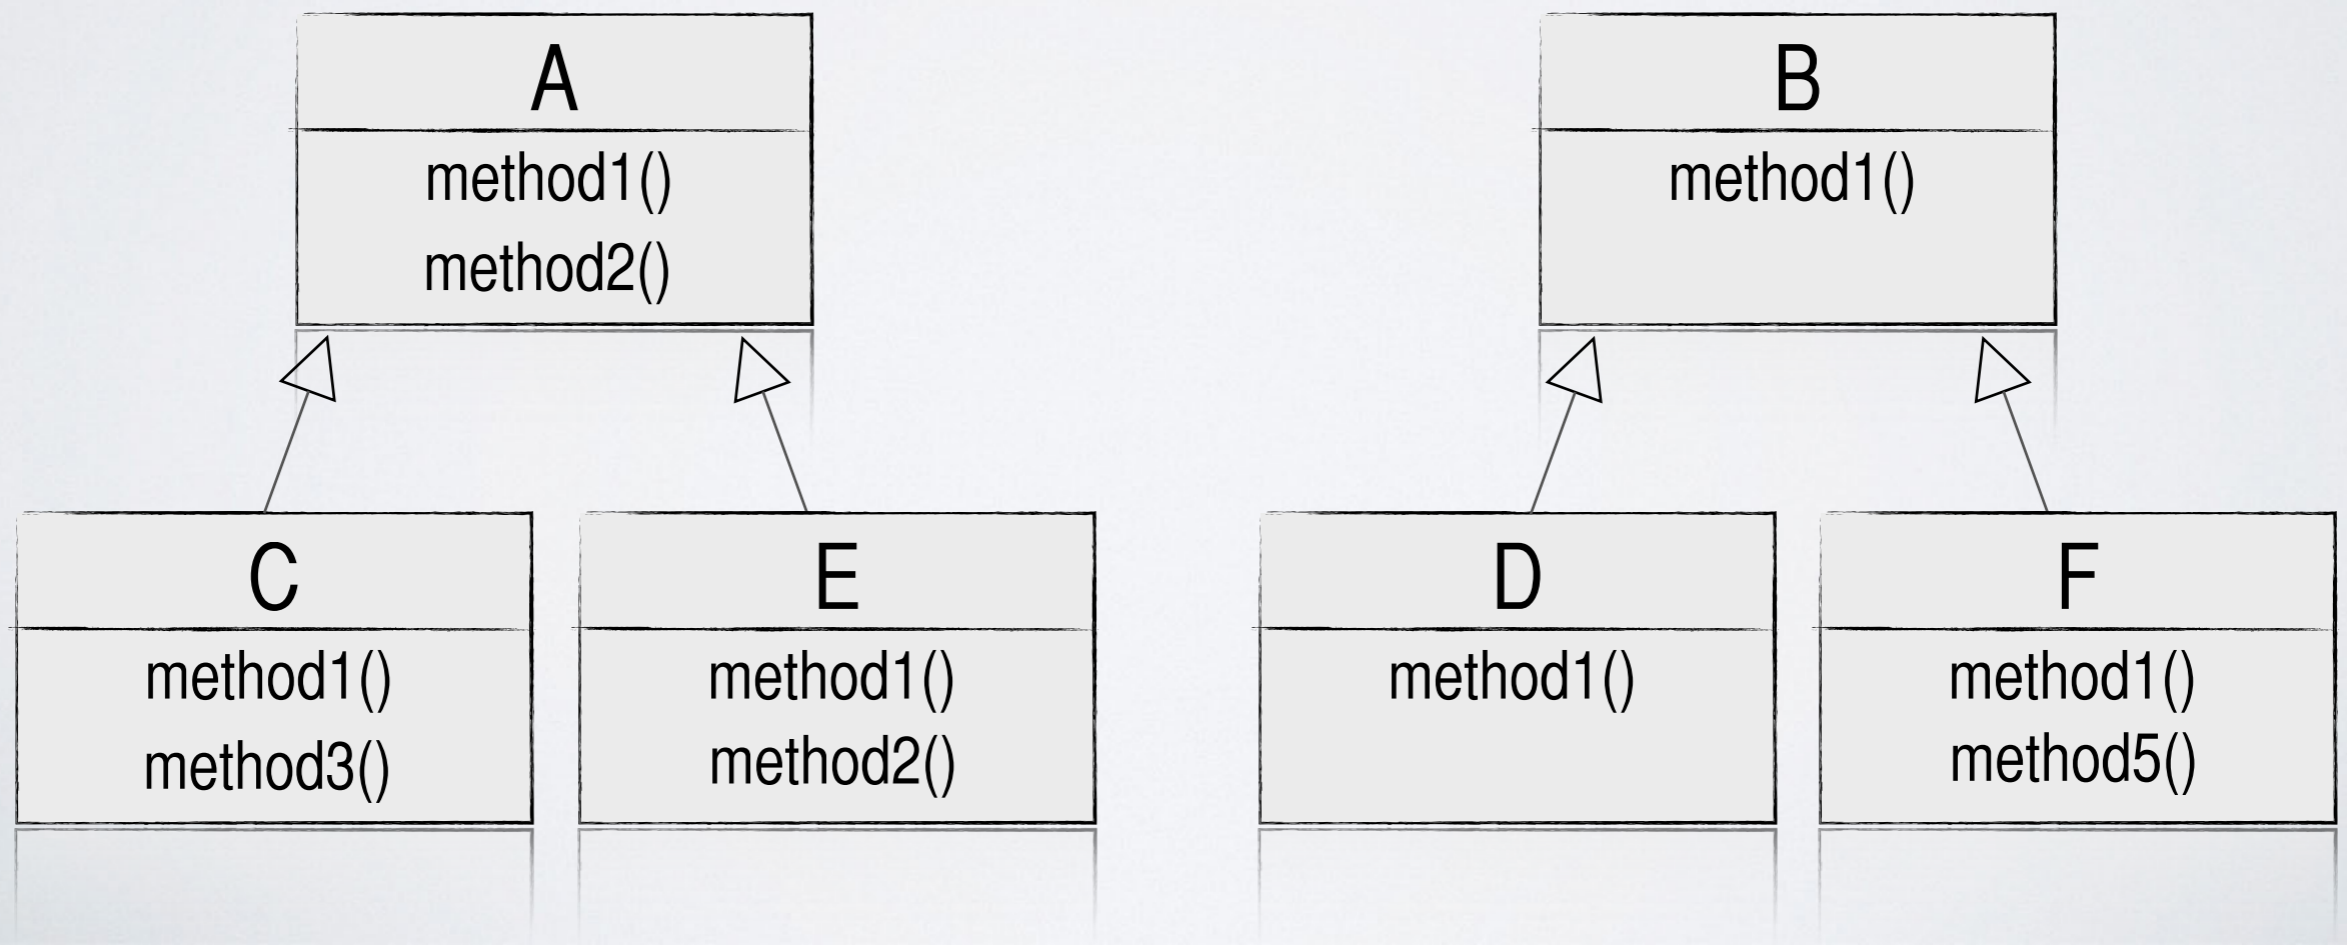 A
method1()
method2()
B
method1()
C
method1()
method3()
E
method1()
method2()
D
method1()
F
method1()
method5()